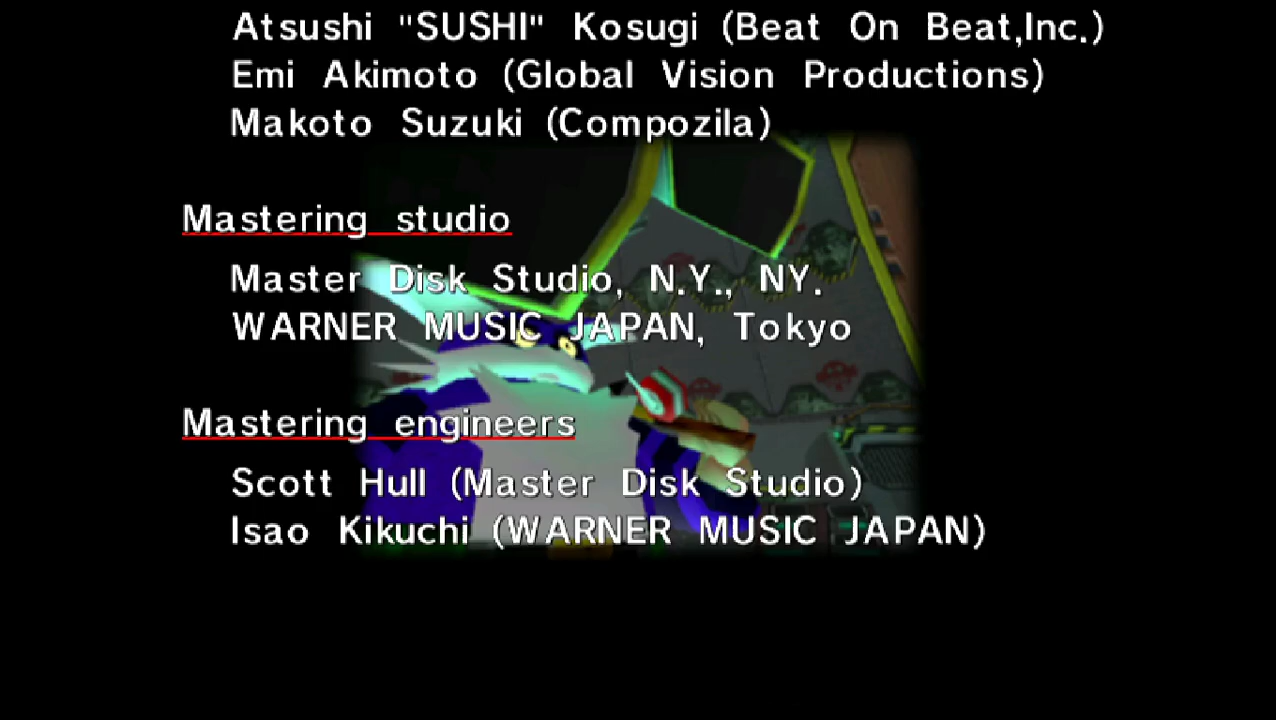 Atsushi "SUSHI" Kosugi (Beat On Beat,Inc.)
Emi Akimoto (Global Vision Productions)
Makoto Suzuki (Compozila)
Mastering studio
Master Disk Studio, N.Y., NY.
WARNER MUSIC JAPAN, Tokyo
Mastering engineers
Scott Hull (Master Disk Studio)
Isao Kikuchi (WARNER MUSIC JAPAN)